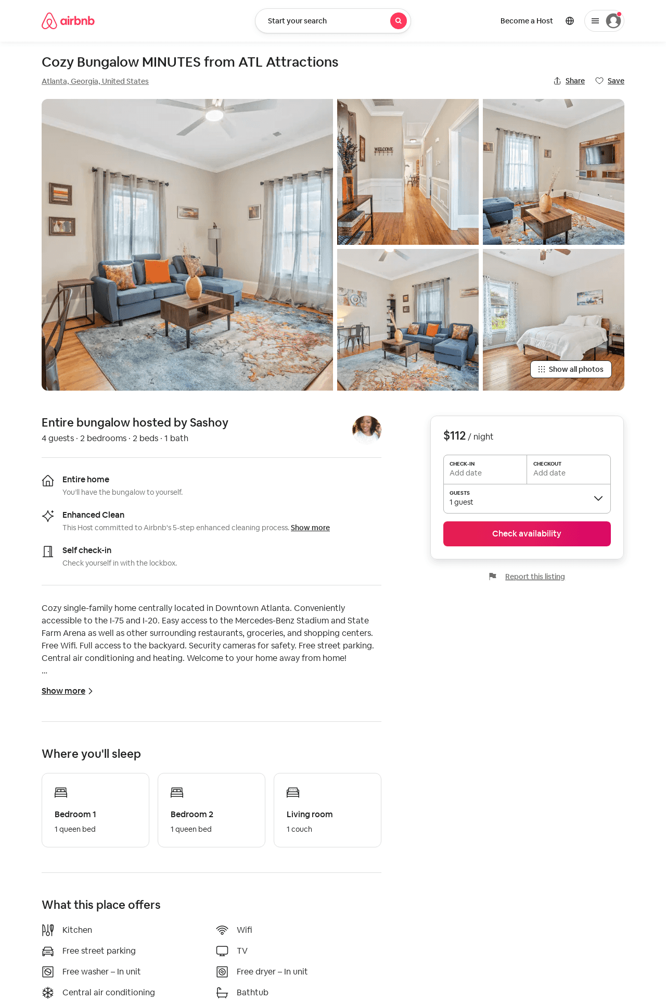 airbnb
Start your search
Become a Host
Cozy Bungalow MINUTES from ATL Attractions
Atlanta, Georgia, United States
Share
Save
WELCOME
Show all photos
Entire bungalow hosted by Sashoy
4 guests · 2 bedrooms · 2 beds · 1 bath
Entire home
You’ll have the bungalow to yourself.
Enhanced Clean
This Host committed to Airbnb's 5-step enhanced cleaning process. Show more
Self check-in
Check yourself in with the lockbox.
$112 / night
CHECK-IN
Add date
CHECKOUT
Add date
GUESTS
1 guest
Check availability
Report this listing
Cozy single-family home centrally located in Downtown Atlanta. Conveniently
accessible to the I-75 and I-20. Easy access to the Mercedes-Benz Stadium and State
Farm Arena as well as other surrounding restaurants, groceries, and shopping centers.
Free Wifi. Full access to the backyard. Security cameras for safety. Free street parking.
Central air conditioning and heating. Welcome to your home away from home!
...
Show more
Where you'll sleep
Bedroom 1
1 queen bed
Bedroom 2
1 queen bed
Living room
1 couch
What this place offers
Kitchen
Wifi
Free street parking
TV
Free washer – In unit
Free dryer – In unit
Central air conditioning
Bathtub